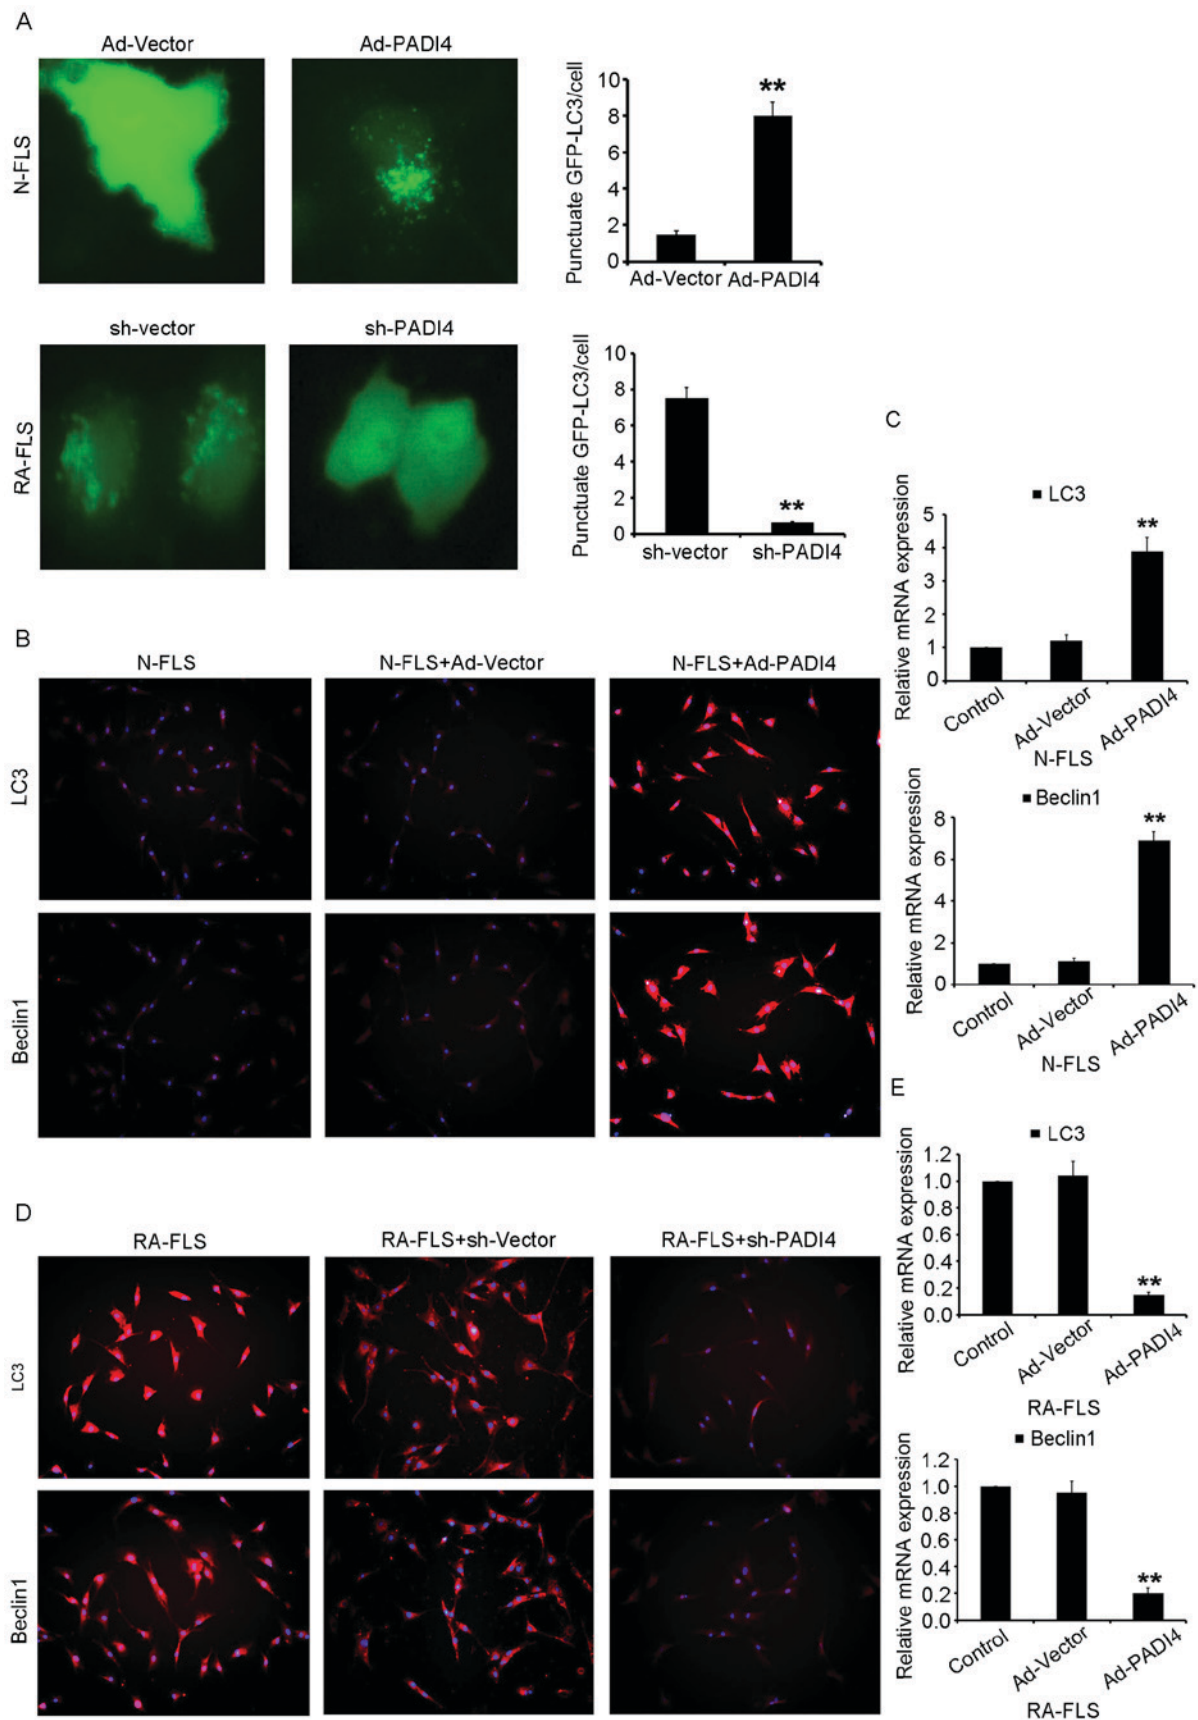 A
Ad-Vector
Ad-PADI4
N-FLS
Punctuate GFP-LC3/cell
10
8
6
4
2
0
**
Ad-Vector Ad-PADI4
sh-vector
sh-PADI4
RA-FLS
Punctuate GFP-LC3/cell
10
8
6
4
2
0
**
sh-vector sh-PADI4
B
N-FLS
N-FLS+Ad-Vector
N-FLS+Ad-PADI4
LC3
Beclin1
C
LC3
Relative mRNA expression
5
4
3
2
1
0
**
Control
Ad-Vector
Ad-PADI4
N-FLS
Beclin1
Relative mRNA expression
8
6
4
2
0
**
Control
Ad-Vector
Ad-PADI4
N-FLS
D
RA-FLS
RA-FLS+sh-Vector
RA-FLS+sh-PADI4
LC3
Beclin1
E
LC3
Relative mRNA expression
1.2
1.0
0.8
0.6
0.4
0.2
0.0
**
Control
Ad-Vector
Ad-PADI4
RA-FLS
Beclin1
Relative mRNA expression
1.2
1.0
0.8
0.6
0.4
0.2
0.0
**
Control
Ad-Vector
Ad-PADI4
RA-FLS